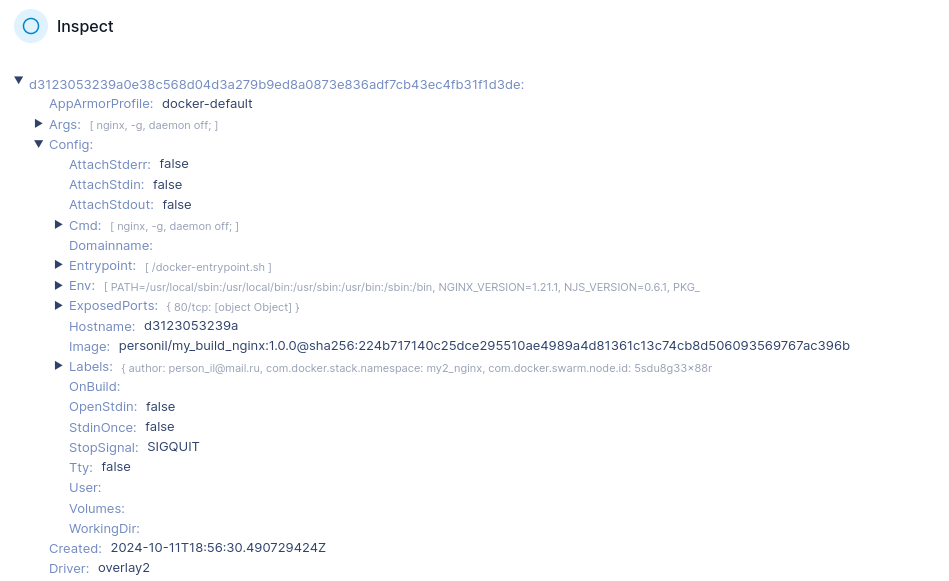 Inspect
d3123053239a0e38c568d04d3a279b9ed8a0873e836adf7cb43ec4fb31f1d3de:
AppArmorProfile: docker-default
Args: [ nginx, -g, daemon off; ]
Config:
AttachStderr: false
AttachStdin: false
AttachStdout: false
Cmd: [ nginx, -g, daemon off; ]
Domainname:
Entrypoint: [ /docker-entrypoint.sh ]
Env: [ PATH=/usr/local/sbin:/usr/local/bin:/usr/sbin:/usr/bin:/sbin:/bin, NGINX_VERSION=1.21.1, NJS_VERSION=0.6.1, PKG_
ExposedPorts: { 80/tcp: [object Object] }
Hostname: d3123053239a
Image: personil/my_build_nginx:1.0.0@sha256:224b717140c25dce295510ae4989a4d81361c13c74cb8d506093569767ac396b
Labels: { author: person_il@mail.ru, com.docker.stack.namespace: my2_nginx, com.docker.swarm.node.id: 5sdu8g33x88r
OnBuild:
OpenStdin: false
StdinOnce: false
StopSignal: SIGQUIT
Tty: false
User:
Volumes:
WorkingDir:
Created: 2024-10-11T18:56:30.490729424Z
Driver: overlay2